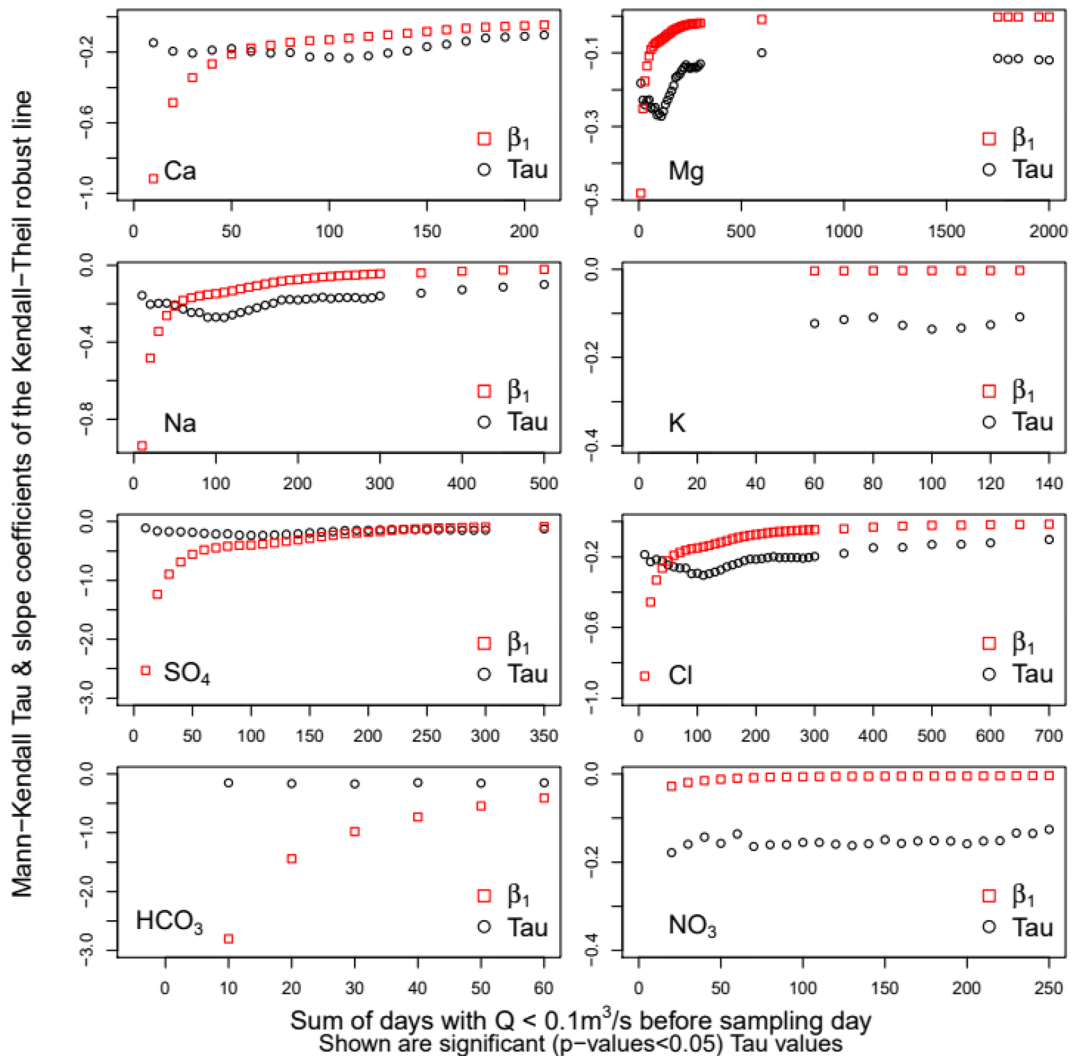 Mann−Kendall Tau & slope coefficients of the Kendall−Theil robust line
−0.2
−0.6
−1.0
Ca
β1
Tau
0 50 100 150 200
−0.1
−0.3
−0.5
Mg
β1
Tau
0 500 1000 1500 2000
0.0
−0.4
−0.8
Na
β1
Tau
0 100 200 300 400 500
0.0
−0.2
−0.4
K
β1
Tau
0 20 40 60 80 100 120 140
0.0
−1.0
−2.0
−3.0
SO4
β1
Tau
0 50 100 150 200 250 300 350
−0.2
−0.6
−1.0
Cl
β1
Tau
0 100 200 300 400 500 600 700
0.0
−1.0
−2.0
−3.0
HCO3
β1
Tau
0 10 20 30 40 50 60
0.0
−0.2
−0.4
NO3
β1
Tau
0 50 100 150 200 250
Sum of days with Q < 0.1m³/s before sampling day
Shown are significant (p−values<0.05) Tau values